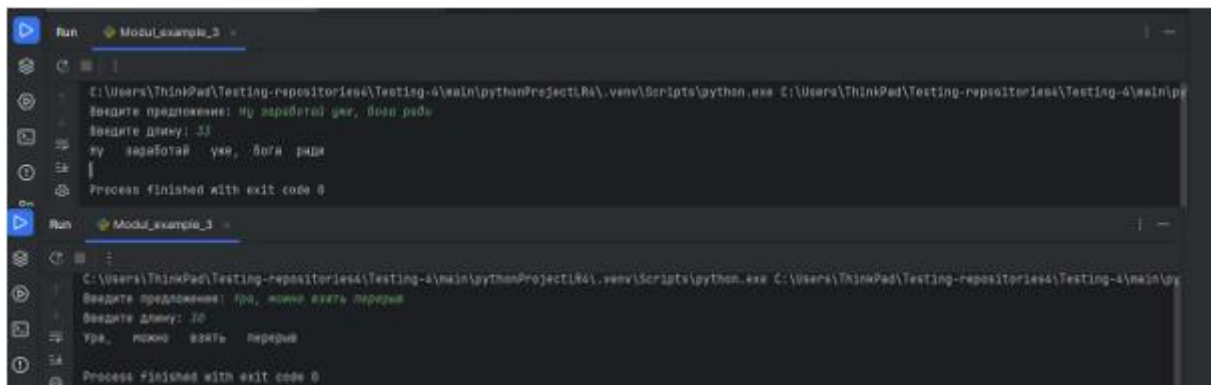 Run Modul_example_3
C:\Users\ThinkPad\Testing-repositories4\Testing-4\main\pythonProjectLR4\.venv\Scripts\python.exe C:\Users\ThinkPad\Testing-repositories4\Testing-4\main\py
Введите предложение: Ну заработай уже, бога ради
Введите длину: 33
Ну заработай уже, бога ради
Process finished with exit code 0
Run Modul_example_3
C:\Users\ThinkPad\Testing-repositories4\Testing-4\main\pythonProjectLR4\.venv\Scripts\python.exe C:\Users\ThinkPad\Testing-repositories4\Testing-4\main\py
Введите предложение: Ура, можно взять перерыв
Введите длину: 30
Ура, можно взять перерыв
Process finished with exit code 0